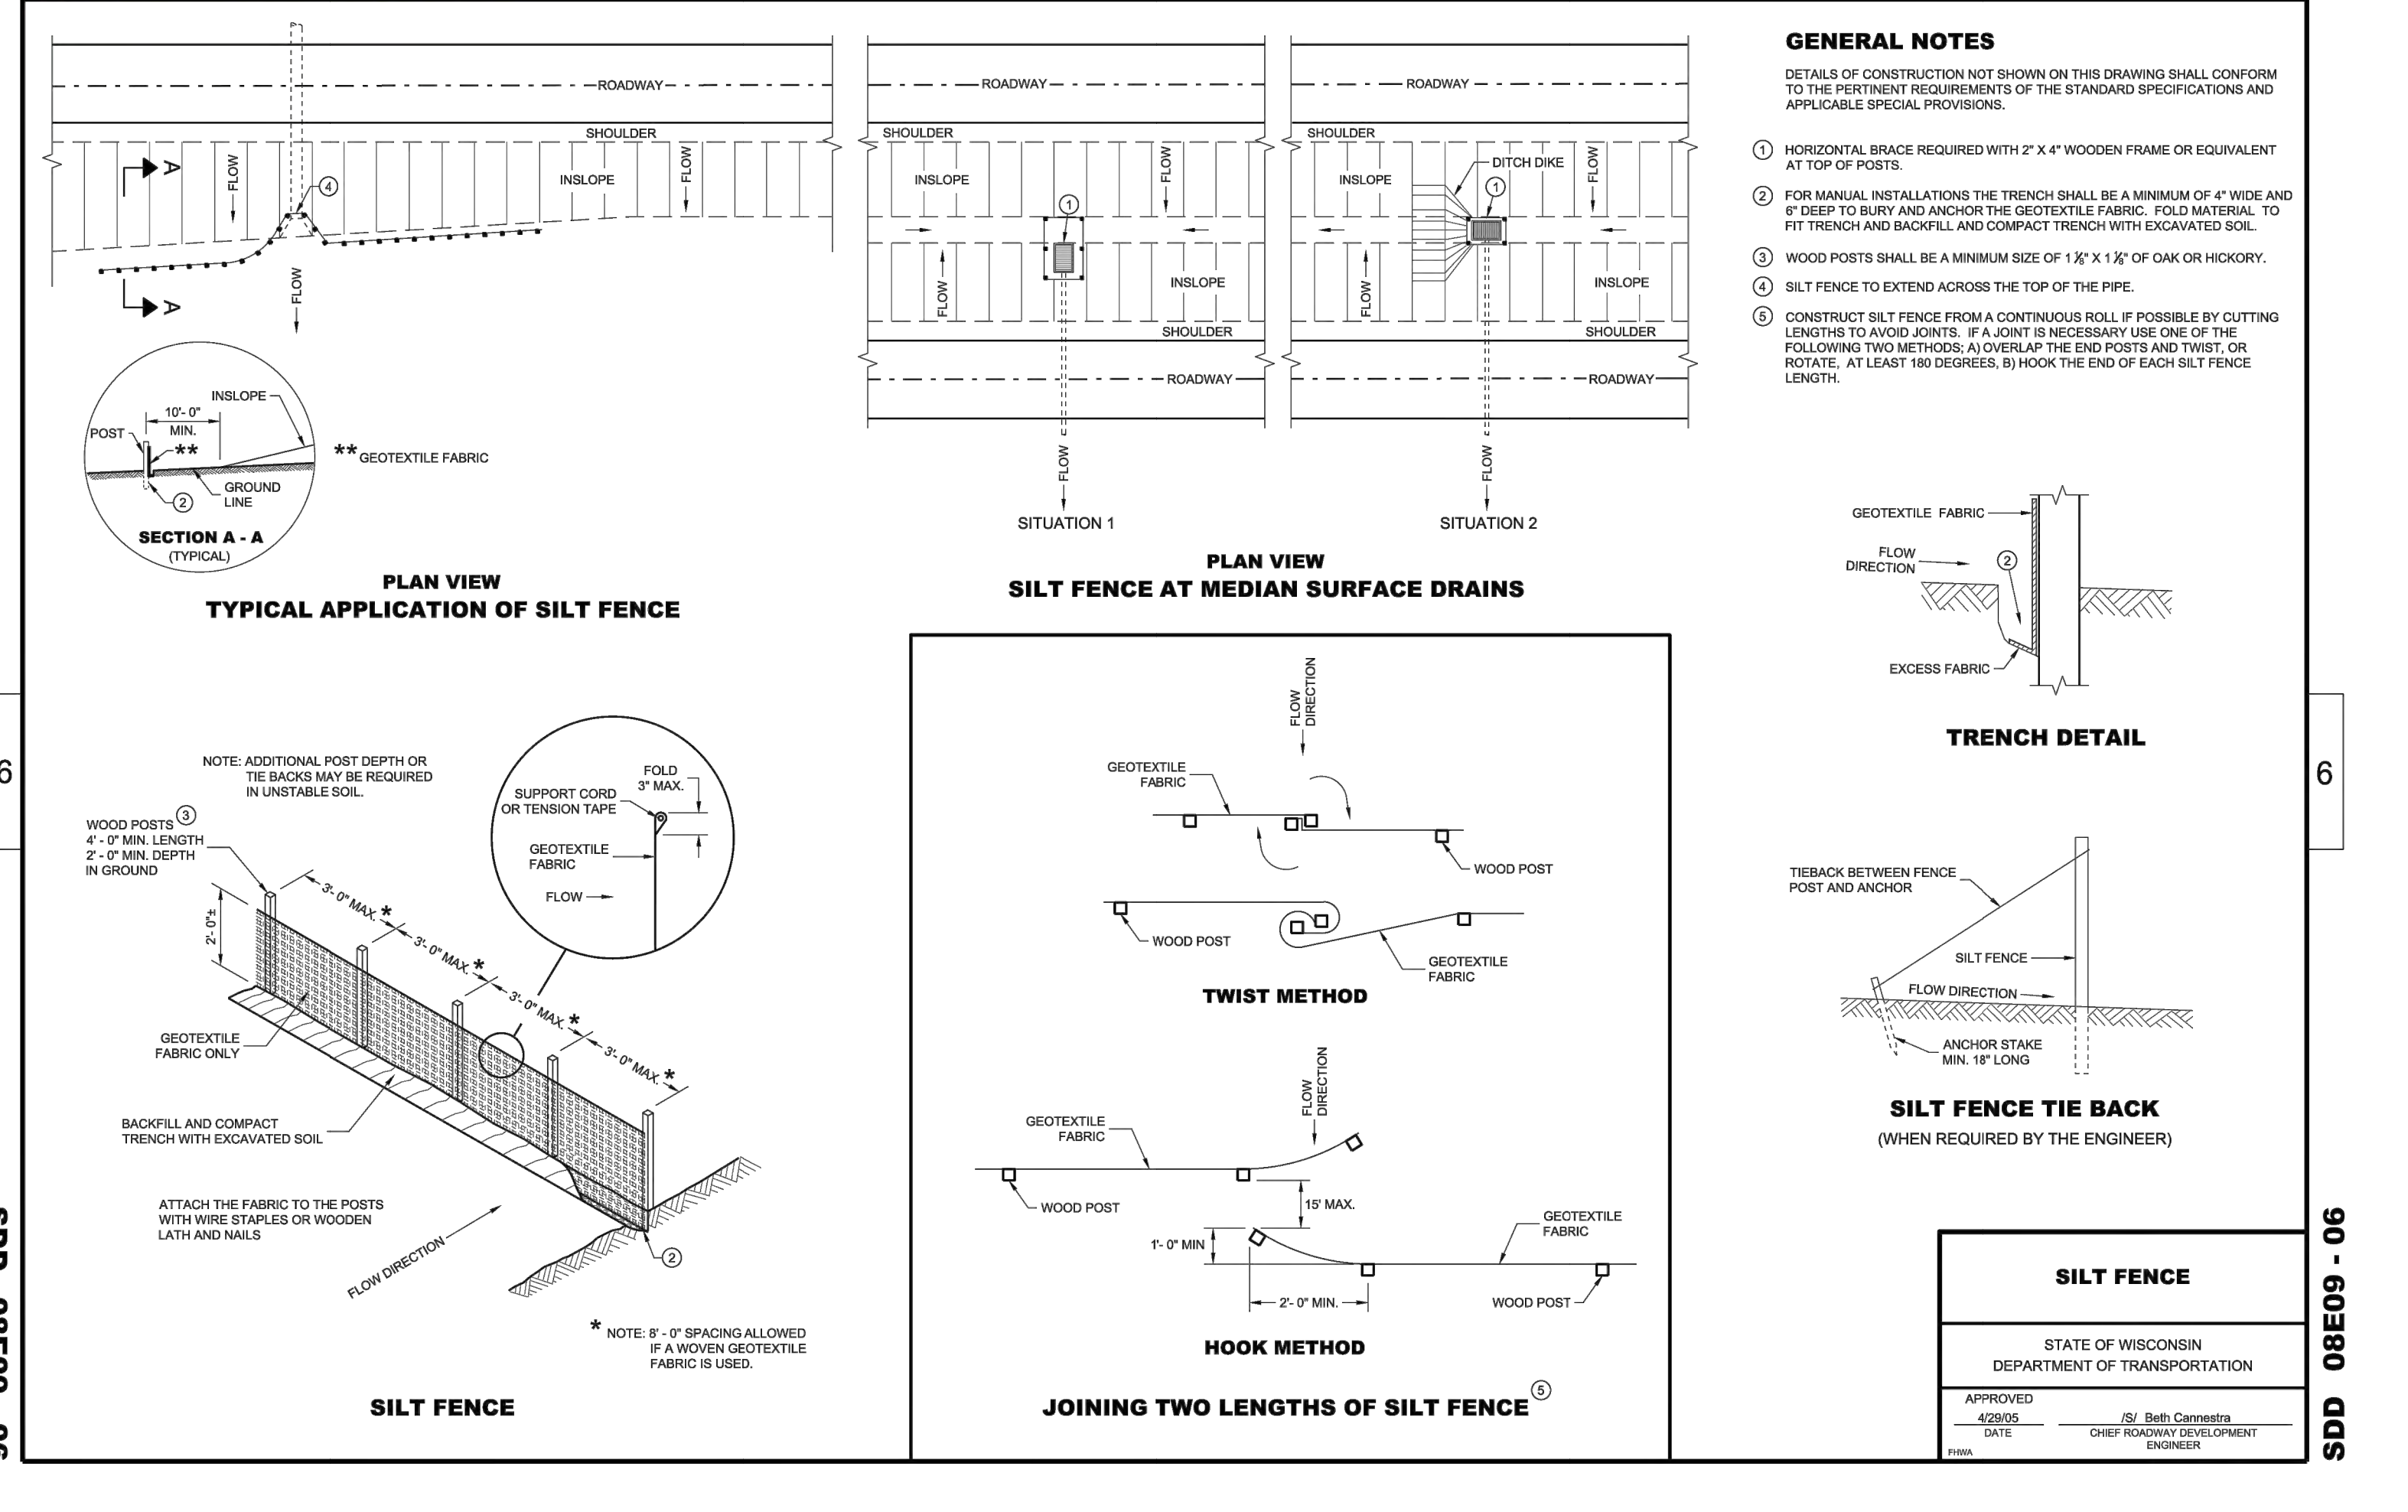 ROADWAY
SHOULDER
FLOW
FLOW
INSLOPE
A
A
4
FLOW
INSLOPE
10'- 0"
MIN.
POST
**
GROUND
LINE
2
SECTION A - A
(TYPICAL)
** GEOTEXTILE FABRIC
PLAN VIEW
TYPICAL APPLICATION OF SILT FENCE
ROADWAY
SHOULDER
INSLOPE
FLOW
1
FLOW
INSLOPE
SHOULDER
ROADWAY
FLOW
SITUATION 1
ROADWAY
SHOULDER
DITCH DIKE
INSLOPE
1
FLOW
FLOW
INSLOPE
SHOULDER
ROADWAY
FLOW
SITUATION 2
PLAN VIEW
SILT FENCE AT MEDIAN SURFACE DRAINS
GENERAL NOTES
DETAILS OF CONSTRUCTION NOT SHOWN ON THIS DRAWING SHALL CONFORM
TO THE PERTINENT REQUIREMENTS OF THE STANDARD SPECIFICATIONS AND
APPLICABLE SPECIAL PROVISIONS.
1 HORIZONTAL BRACE REQUIRED WITH 2" X 4" WOODEN FRAME OR EQUIVALENT
AT TOP OF POSTS.
2 FOR MANUAL INSTALLATIONS THE TRENCH SHALL BE A MINIMUM OF 4" WIDE AND
6" DEEP TO BURY AND ANCHOR THE GEOTEXTILE FABRIC. FOLD MATERIAL TO
FIT TRENCH AND BACKFILL AND COMPACT TRENCH WITH EXCAVATED SOIL.
3 WOOD POSTS SHALL BE A MINIMUM SIZE OF 1 ⅛" X 1 ⅛" OF OAK OR HICKORY.
4 SILT FENCE TO EXTEND ACROSS THE TOP OF THE PIPE.
5 CONSTRUCT SILT FENCE FROM A CONTINUOUS ROLL IF POSSIBLE BY CUTTING
LENGTHS TO AVOID JOINTS. IF A JOINT IS NECESSARY USE ONE OF THE
FOLLOWING TWO METHODS; A) OVERLAP THE END POSTS AND TWIST, OR
ROTATE, AT LEAST 180 DEGREES, B) HOOK THE END OF EACH SILT FENCE
LENGTH.
GEOTEXTILE FABRIC
FLOW
DIRECTION
2
EXCESS FABRIC
TRENCH DETAIL
NOTE: ADDITIONAL POST DEPTH OR
TIE BACKS MAY BE REQUIRED
IN UNSTABLE SOIL.
WOOD POSTS 3
4' - 0" MIN. LENGTH
2' - 0" MIN. DEPTH
IN GROUND
FOLD
3" MAX.
SUPPORT CORD
OR TENSION TAPE
GEOTEXTILE
FABRIC
FLOW
2'- 0"±
3'- 0" MAX. *
3'- 0" MAX. *
3'- 0" MAX. *
3'- 0" MAX. *
GEOTEXTILE
FABRIC ONLY
BACKFILL AND COMPACT
TRENCH WITH EXCAVATED SOIL
ATTACH THE FABRIC TO THE POSTS
WITH WIRE STAPLES OR WOODEN
LATH AND NAILS
FLOW DIRECTION
2
* NOTE: 8' - 0" SPACING ALLOWED
IF A WOVEN GEOTEXTILE
FABRIC IS USED.
SILT FENCE
FLOW
DIRECTION
GEOTEXTILE
FABRIC
WOOD POST
WOOD POST
GEOTEXTILE
FABRIC
TWIST METHOD
FLOW
DIRECTION
GEOTEXTILE
FABRIC
WOOD POST
15' MAX.
1'- 0" MIN
GEOTEXTILE
FABRIC
2'- 0" MIN.
WOOD POST
HOOK METHOD
JOINING TWO LENGTHS OF SILT FENCE 5
TIEBACK BETWEEN FENCE
POST AND ANCHOR
SILT FENCE
FLOW DIRECTION
ANCHOR STAKE
MIN. 18" LONG
SILT FENCE TIE BACK
(WHEN REQUIRED BY THE ENGINEER)
SILT FENCE
STATE OF WISCONSIN
DEPARTMENT OF TRANSPORTATION
APPROVED
4/29/05
DATE
/S/ Beth Cannestra
CHIEF ROADWAY DEVELOPMENT
ENGINEER
FHWA
6
6
SDD 08E09 - 06